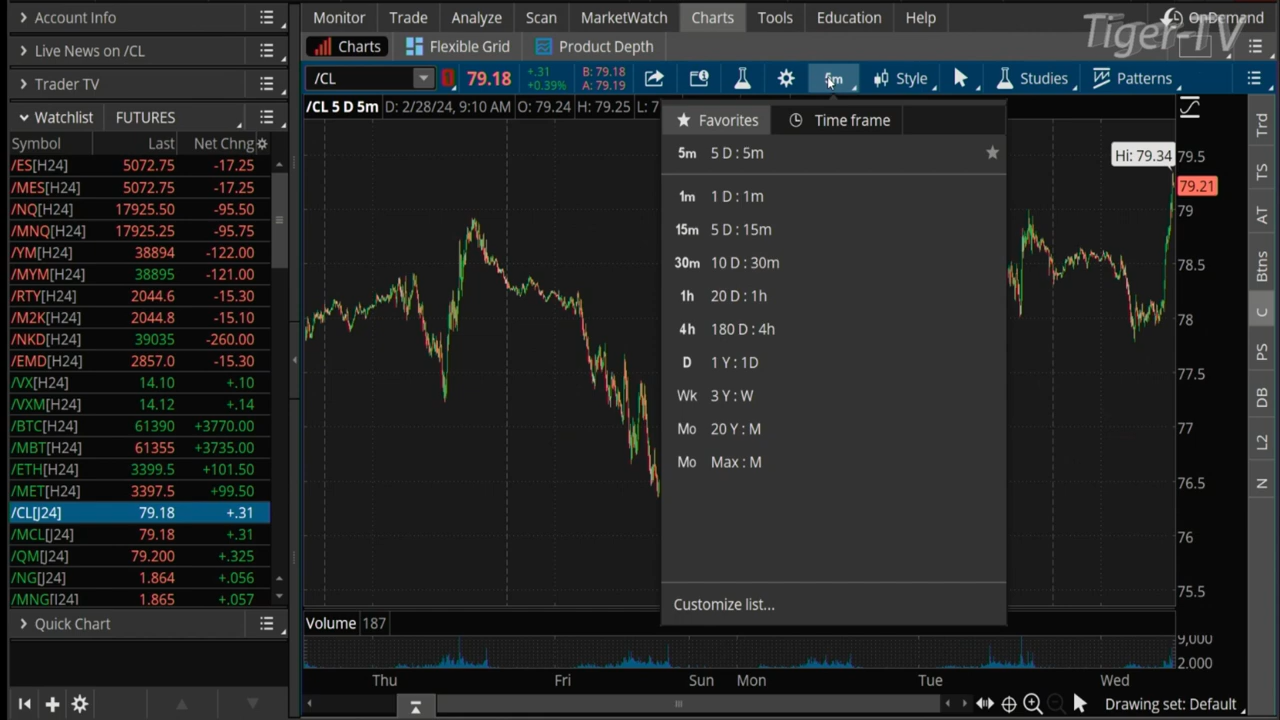 Account Info
Live News on /CL
Trader TV
Watchlist FUTURES
Symbol Last Net Chng
/ES[H24] 5072.75 -17.25
/MES[H24] 5072.75 -17.25
/NQ[H24] 17925.50 -95.50
/MNQ[H24] 17925.25 -95.75
/YM[H24] 38894 -122.00
/MYM[H24] 38895 -121.00
/RTY[H24] 2044.6 -15.30
/M2K[H24] 2044.8 -15.10
/NKD[H24] 39035 -260.00
/EMD[H24] 2857.0 -15.30
/VX[H24] 14.10 +.10
/VXM[H24] 14.12 +.14
/BTC[H24] 61390 +3770.00
/MBT[H24] 61355 +3735.00
/ETH[H24] 3399.5 +101.50
/MET[H24] 3397.5 +99.50
/CL[J24] 79.18 +.31
/MCL[J24] 79.18 +.31
/QM[J24] 79.200 +.325
/NG[J24] 1.864 +.056
/MNG[J24] 1.865 +.057
Quick Chart
Monitor Trade Analyze Scan MarketWatch Charts Tools Education Help OnDemand
Tiger-TV
Charts Flexible Grid Product Depth
/CL 79.18 +.31 B: 79.18
+0.39% A: 79.19
5m Style Studies Patterns
/CL 5 D 5m D: 2/28/24, 9:10 AM O: 79.24 H: 79.25 L: 7
Favorites Time frame
5m 5 D : 5m
1m 1 D : 1m
15m 5 D : 15m
30m 10 D : 30m
1h 20 D : 1h
4h 180 D : 4h
D 1 Y : 1D
Wk 3 Y : W
Mo 20 Y : M
Mo Max : M
Customize list...
Hi: 79.34
79.5
79.21
79
78.5
78
77.5
77
76.5
76
75.5
Volume 187
9,000
2,000
Thu Fri Sun Mon Tue Wed
Drawing set: Default
Trd
TS
AT
Btns
C
PS
DB
L2
N